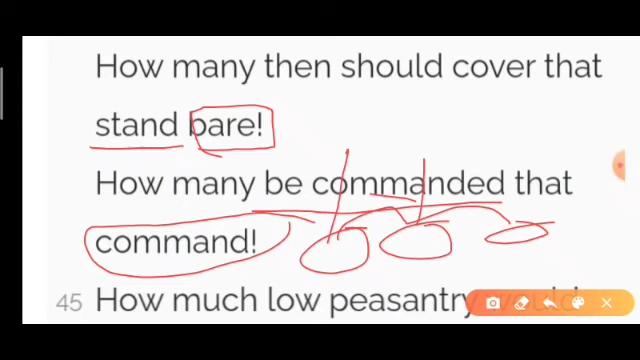 How many then should cover that
stand bare!
How many be commanded that
command!
45 How much low peasantry would